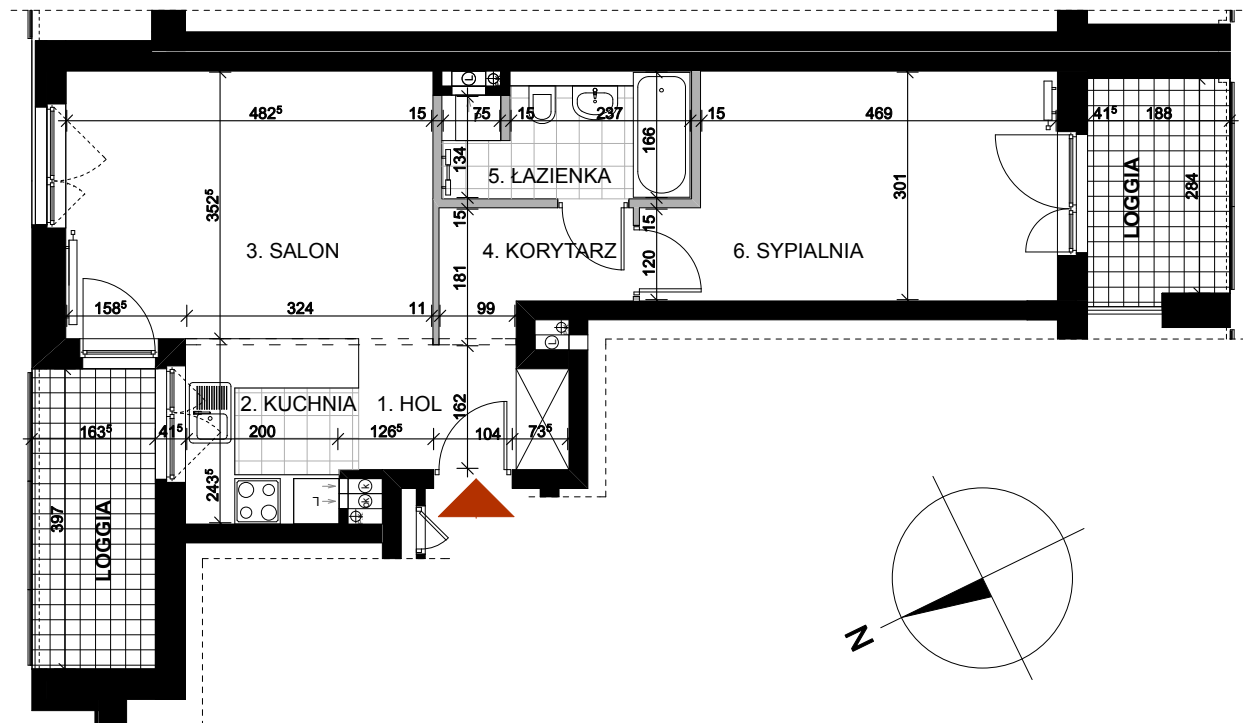 482⁵ 15 75 15 237 15 469 41⁵ 188
L
134
166
352⁵
301
284
LOGGIA
5. ŁAZIENKA
15 15
3. SALON 4. KORYTARZ 6. SYPIALNIA
181
120
158⁵ 324 11 99
L
2. KUCHNIA 1. HOL
162
163⁵ 41⁵ 200 126⁵ 104 73⁵
243⁵
L
k
ok
397
LOGGIA
N